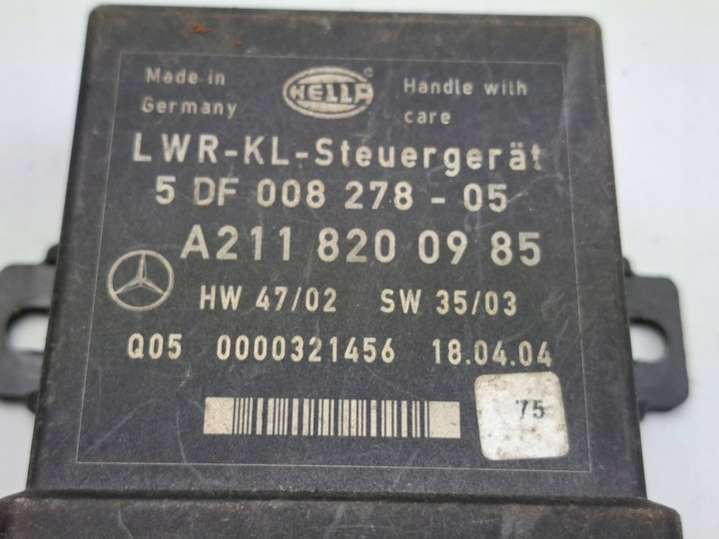 Made in
Germany
HELLA
©
Handle with
care
LWR-KL-Steuergerät
5 DF 008 278 - 05
A211 820 09 85
HW 47/02 SW 35/03
Q05 0000321456 18.04.04
75